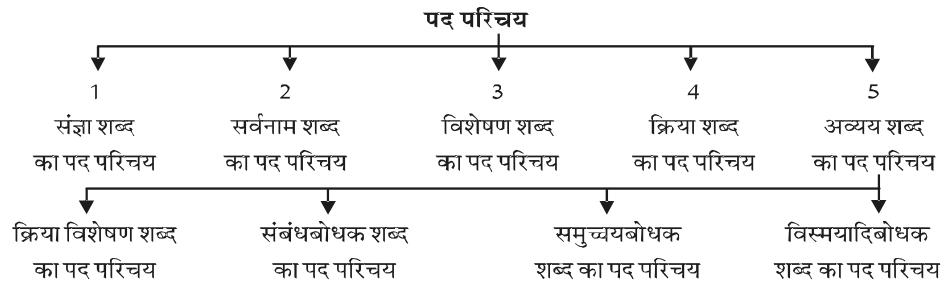 पद परिचय
1 2 3 4 5
संज्ञा शब्द सर्वनाम शब्द विशेषण शब्द क्रिया शब्द अव्यय शब्द
का पद परिचय का पद परिचय का पद परिचय का पद परिचय का पद परिचय
क्रिया विशेषण शब्द संबंधबोधक शब्द समुच्चयबोधक विस्मयादिबोधक
का पद परिचय का पद परिचय शब्द का पद परिचय शब्द का पद परिचय